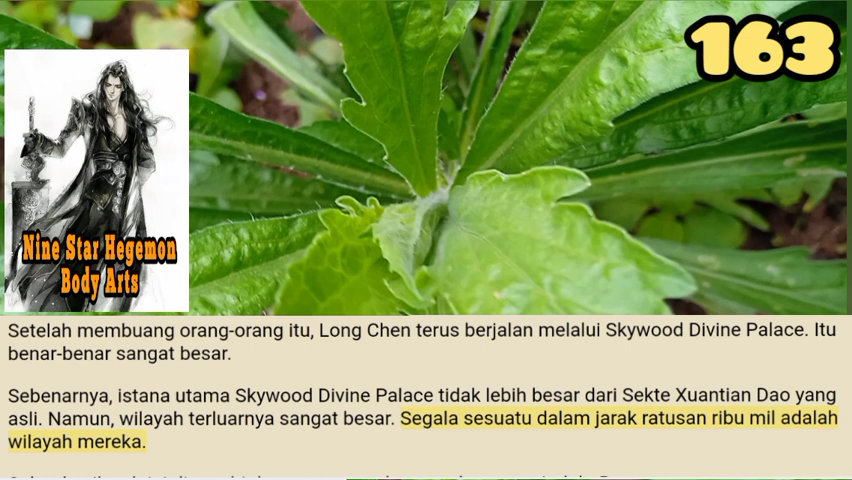 163
Nine Star Hegemon
Body Arts
Setelah membuang orang-orang itu, Long Chen terus berjalan melalui Skywood Divine Palace. Itu
benar-benar sangat besar.
Sebenarnya, istana utama Skywood Divine Palace tidak lebih besar dari Sekte Xuantian Dao yang
asli. Namun, wilayah terluarnya sangat besar. Segala sesuatu dalam jarak ratusan ribu mil adalah
wilayah mereka.